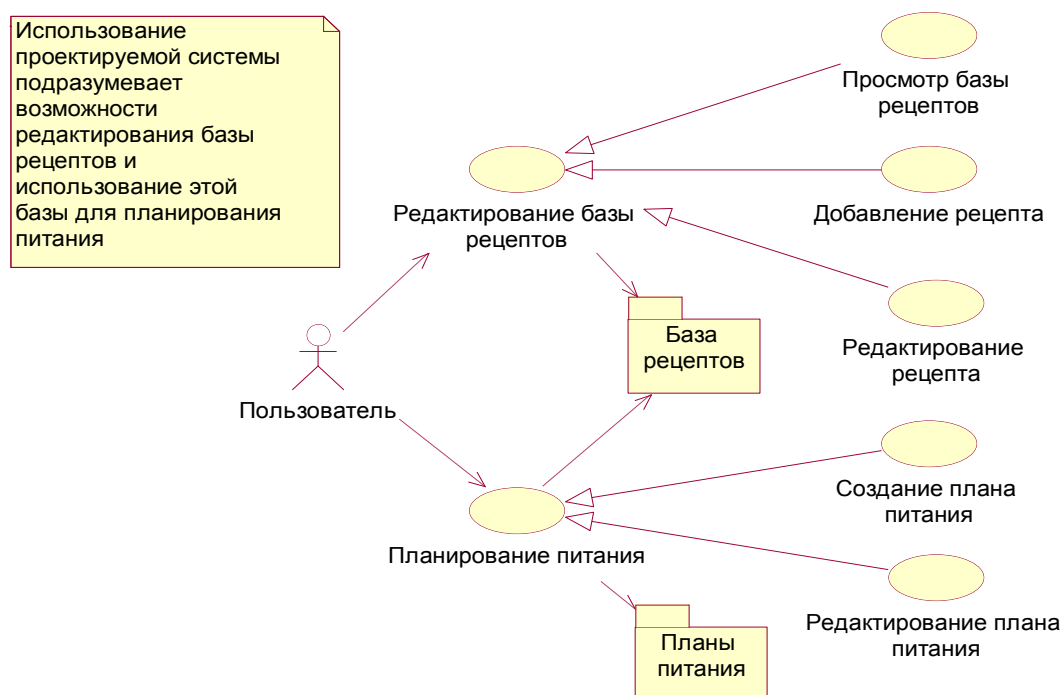 Использование
проектируемой системы
подразумевает
возможности
редактирования базы
рецептов и
использование этой
базы для планирования
питания
Просмотр базы
рецептов
Редактирование базы
рецептов
Добавление рецепта
База
рецептов
Редактирование
рецепта
Пользователь
Создание плана
питания
Планирование питания
Редактирование плана
питания
Планы
питания